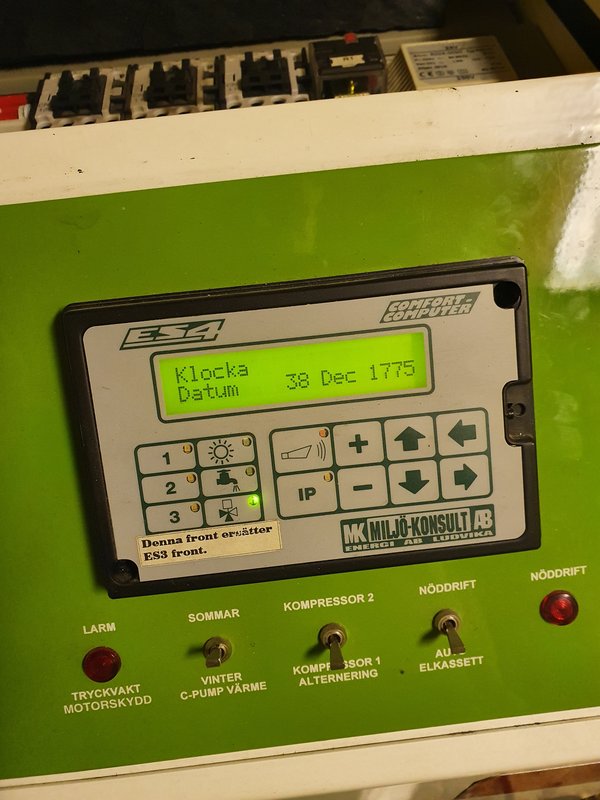 ES4
COMFORT-
COMPUTER
Klocka
Datum 38 Dec 1775
1
2
3
IP
+
-
Denna front ersätter
ES3 front.
MK MILJÖ-KONSULT AB
ENERGI AB LUDVIKA
LARM
TRYCKVAKT
MOTORSKYDD
SOMMAR
VINTER
C-PUMP VÄRME
KOMPRESSOR 2
KOMPRESSOR 1
ALTERNERING
NÖDDRIFT
ELKASSETT
NÖDDRIFT